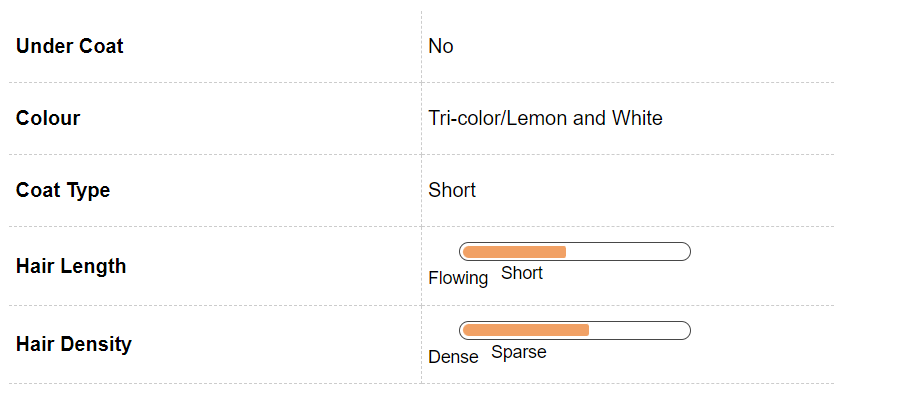 Under Coat
No
Colour
Tri-color/Lemon and White
Coat Type
Short
Hair Length
Flowing Short
Hair Density
Dense Sparse